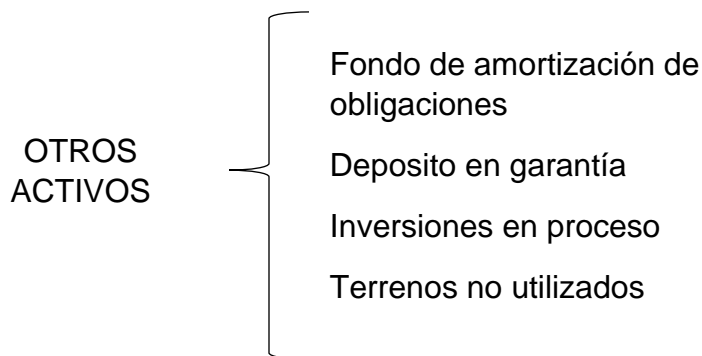 OTROS
ACTIVOS
Fondo de amortización de
obligaciones
Deposito en garantía
Inversiones en proceso
Terrenos no utilizados